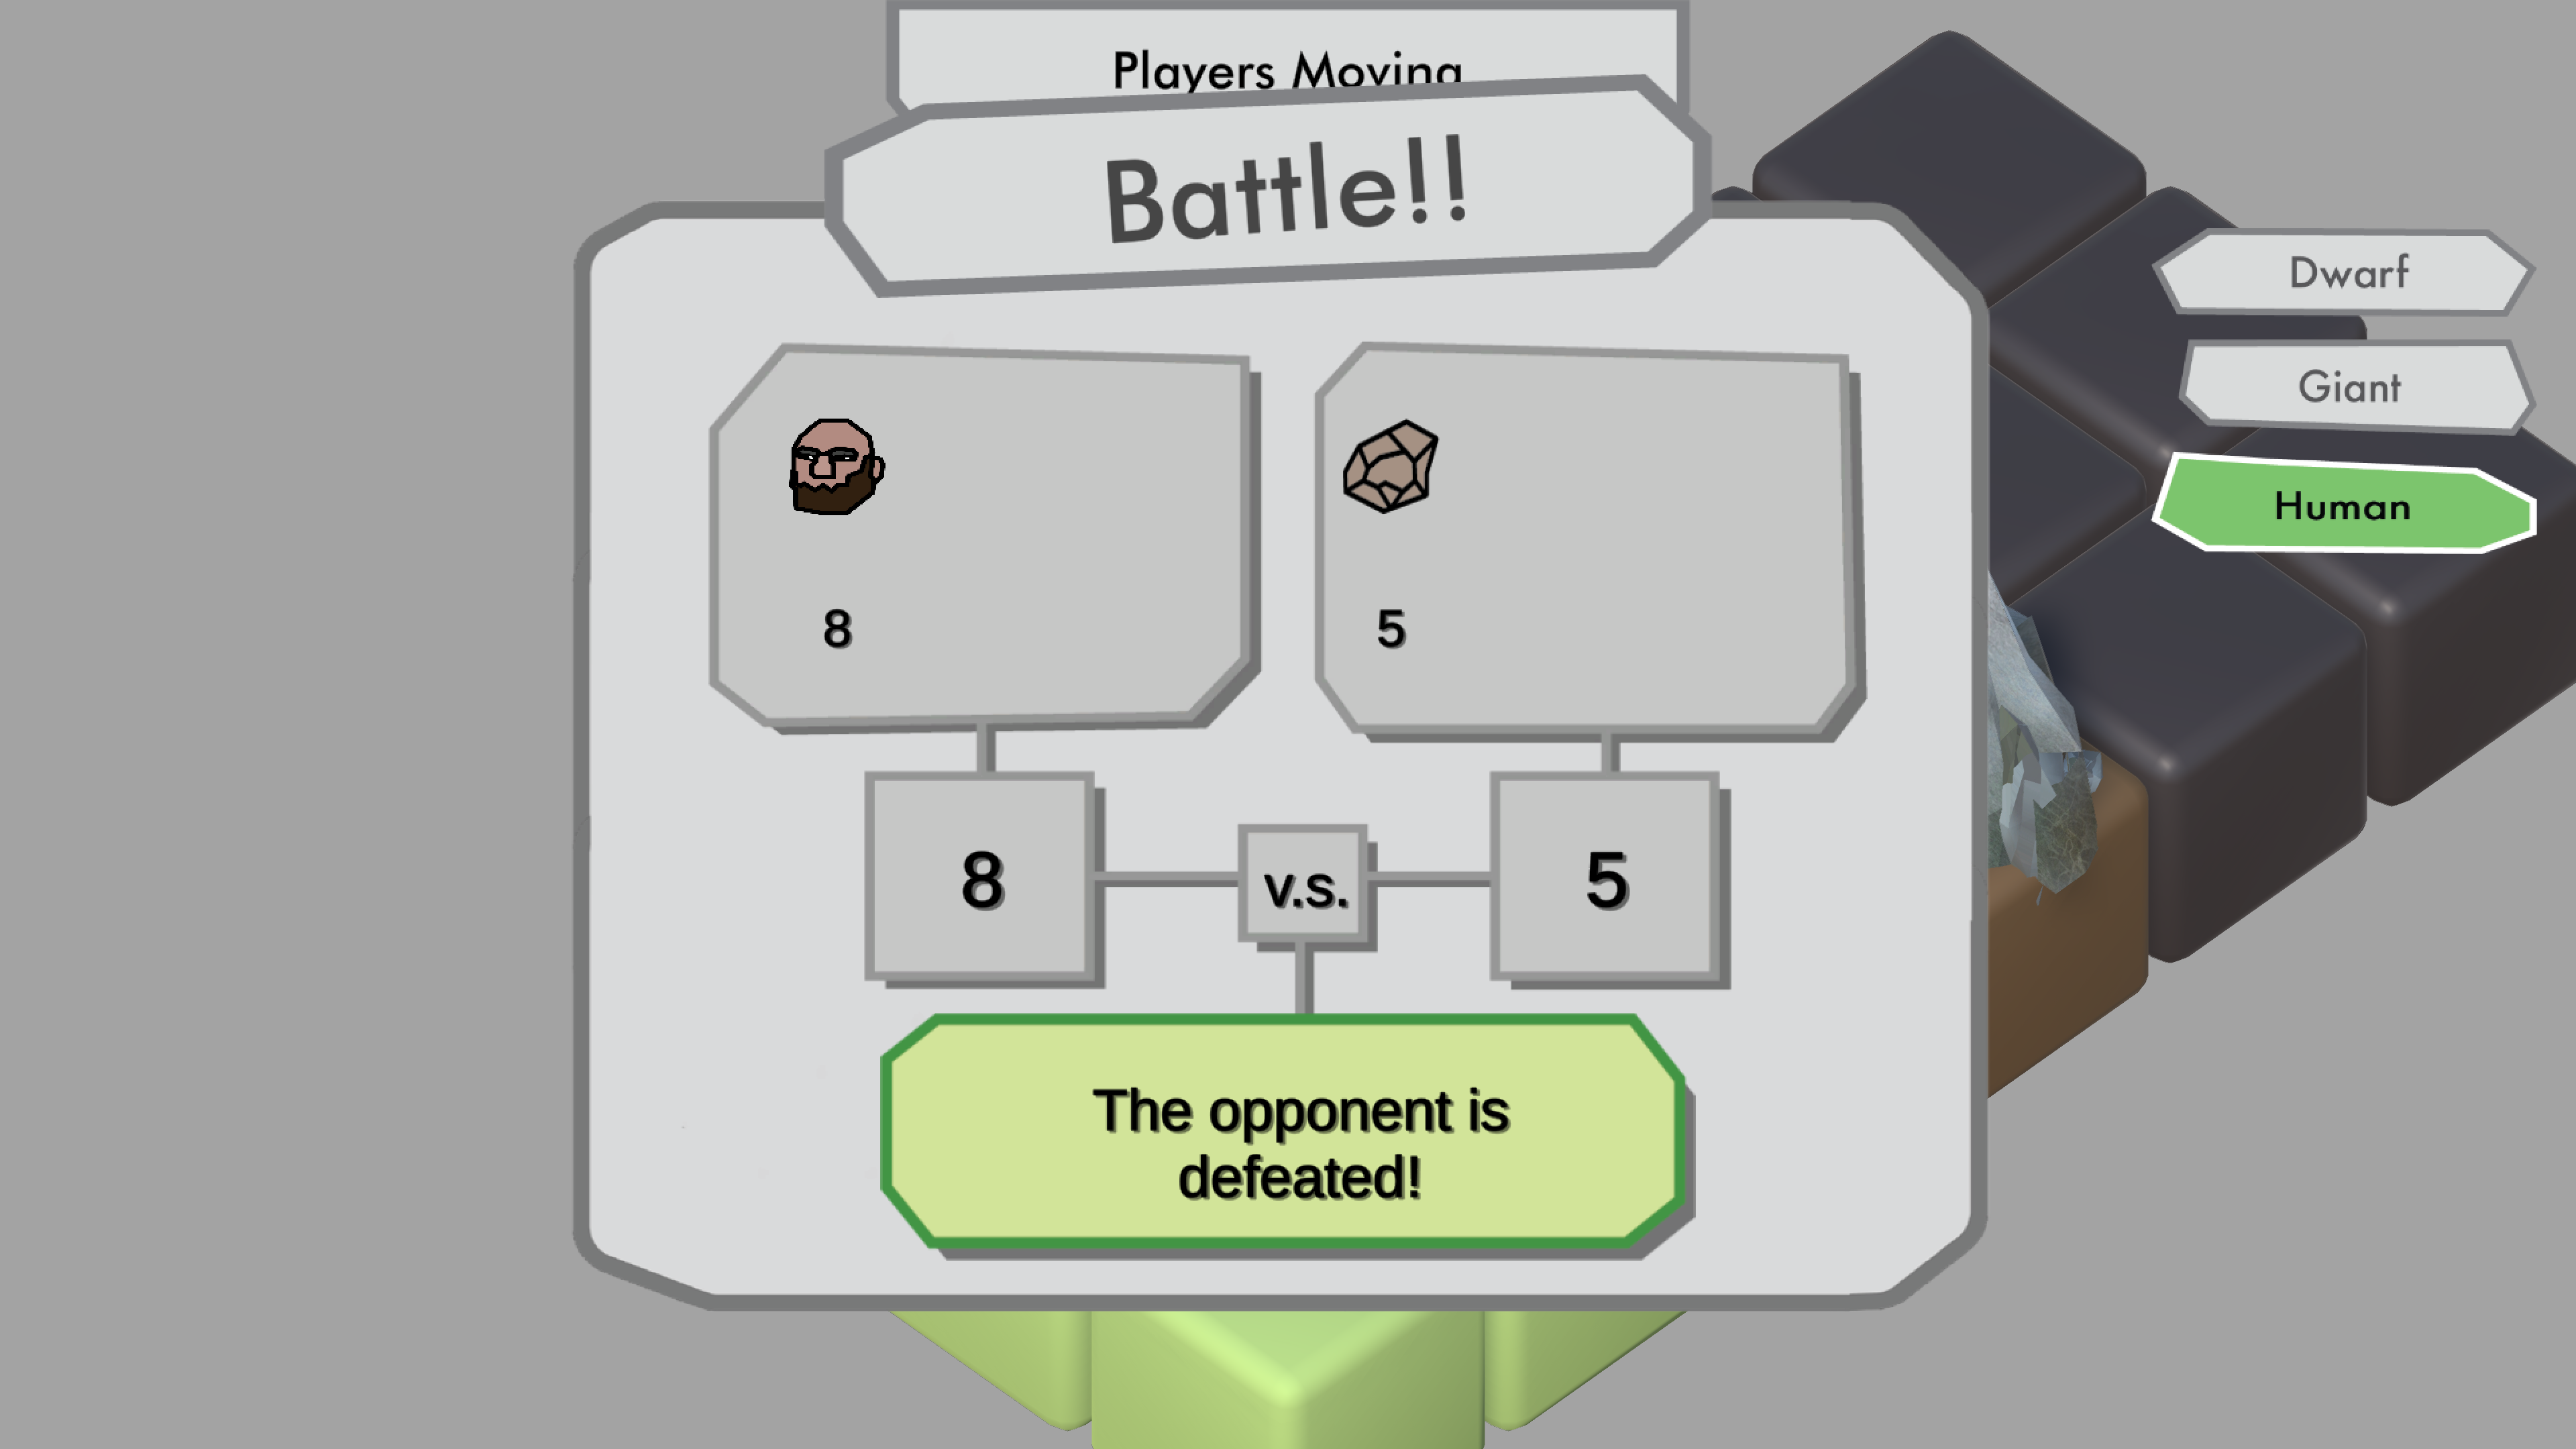 Players Moving
Battle!!
Dwarf
Giant
Human
8
5
8
v.s.
5
The opponent is
defeated!